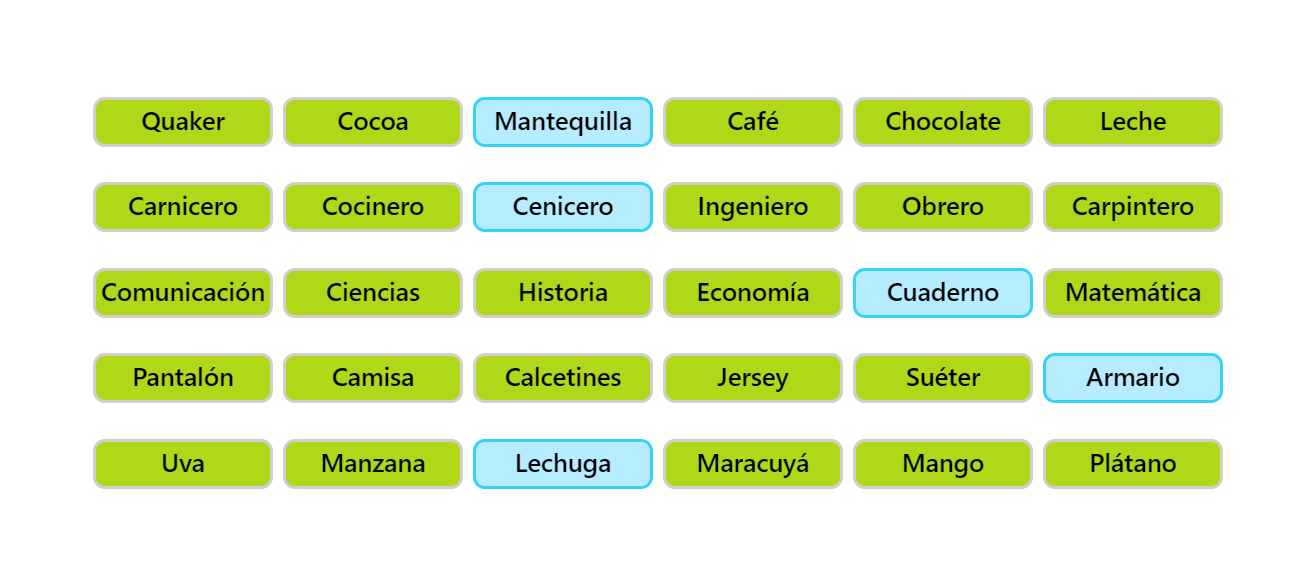 Quaker Cocoa Mantequilla Café Chocolate Leche
Carnicero Cocinero Cenicero Ingeniero Obrero Carpintero
Comunicación Ciencias Historia Economía Cuaderno Matemática
Pantalón Camisa Calcetines Jersey Suéter Armario
Uva Manzana Lechuga Maracuyá Mango Plátano